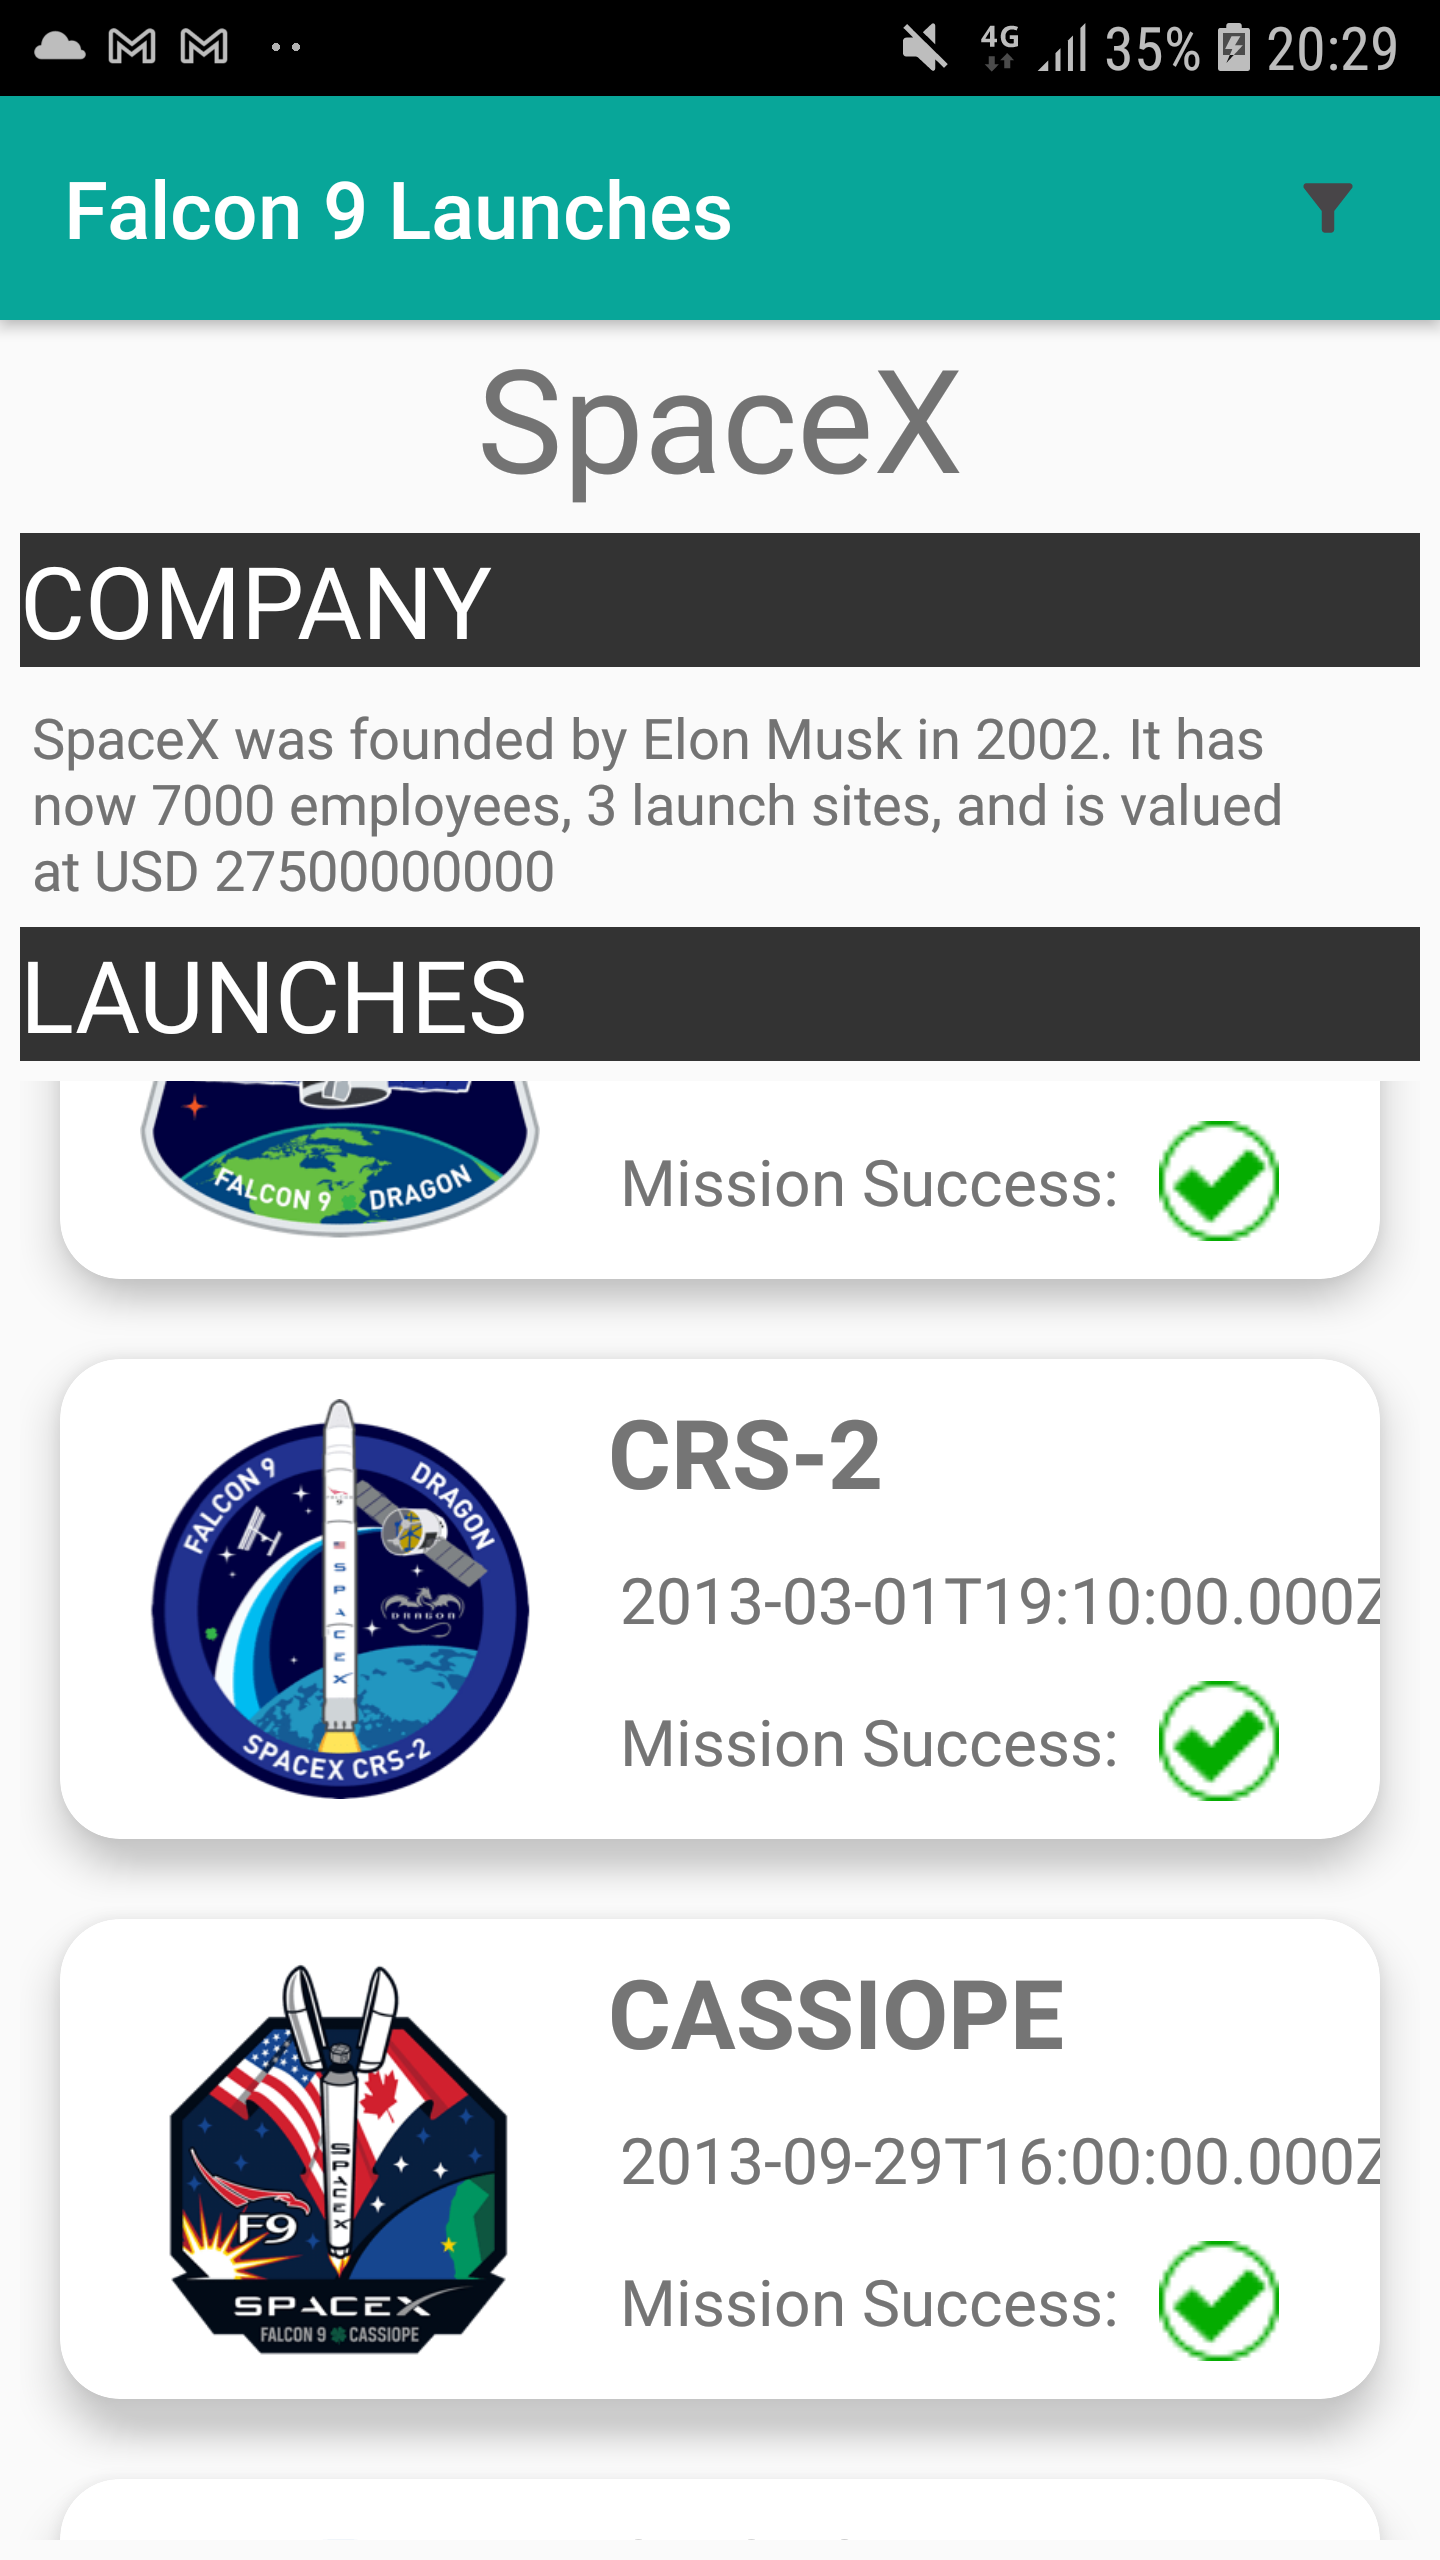 4G 35% 20:29
Falcon 9 Launches
SpaceX
COMPANY
SpaceX was founded by Elon Musk in 2002. It has
now 7000 employees, 3 launch sites, and is valued
at USD 27500000000
LAUNCHES
FALCON 9 DRAGON
Mission Success:
CRS-2
FALCON 9 DRAGON
SPACEX
DRAGON
SPACEX CRS-2
2013-03-01T19:10:00.000Z
Mission Success:
CASSIOPE
SPACEX
F9
SPACEX
FALCON 9 CASSIOPE
2013-09-29T16:00:00.000Z
Mission Success: